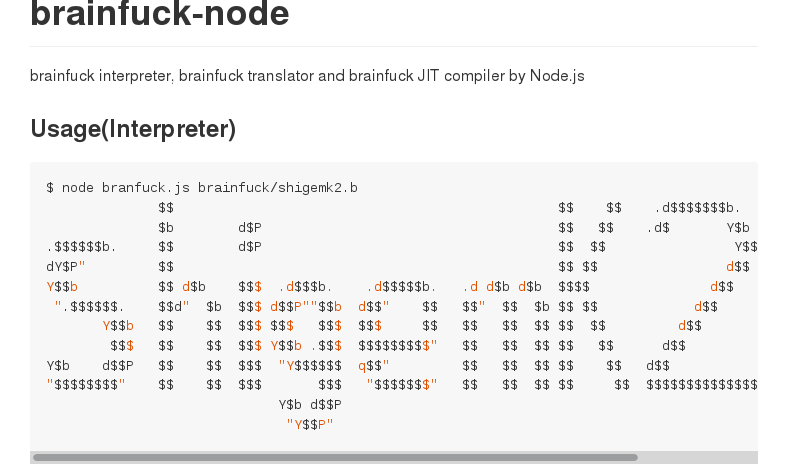 brainfuck-node
brainfuck interpreter, brainfuck translator and brainfuck JIT compiler by Node.js
Usage(Interpreter)
$ node branfuck.js brainfuck/shigemk2.b
              $$                                                $$    $$    .d$$$$$$$b.
              $b        d$P                                     $$   $$    .d$       Y$b
.$$$$$$b.     $$        d$P                                     $$  $$                Y$$
dY$P"         $$                                                $$ $$                d$$
Y$$b          $$ d$b    $$$  .d$$$b.    .d$$$$$b.   .d d$b d$b  $$$$               d$$
 ".$$$$$$.    $$d"  $b  $$$ d$$P""$$b  d$$"    $$   $$"  $$  $b $$ $$            d$$
       Y$$b   $$    $$  $$$ $$$   $$$  $$$     $$   $$   $$  $$ $$  $$         d$$
        $$$   $$    $$  $$$ Y$$b .$$$  $$$$$$$$$"   $$   $$  $$ $$   $$      d$$
Y$b    d$$P   $$    $$  $$$  "Y$$$$$$  q$$"         $$   $$  $$ $$    $$   d$$
"$$$$$$$$"    $$    $$  $$$       $$$   "$$$$$$$"   $$   $$  $$ $$     $$  $$$$$$$$$$$$$$
                             Y$b d$$P
                              "Y$$P"